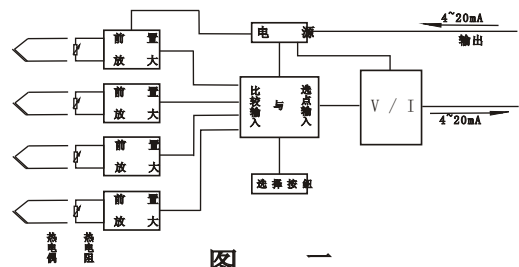 4~20mA
输出
电 源
前 置
放 大
前 置
放 大
前 置
放 大
前 置
放 大
比较输入
与
选点输入
V / I
4~20mA
选 择 按 钮
热电偶
热电阻
图 一